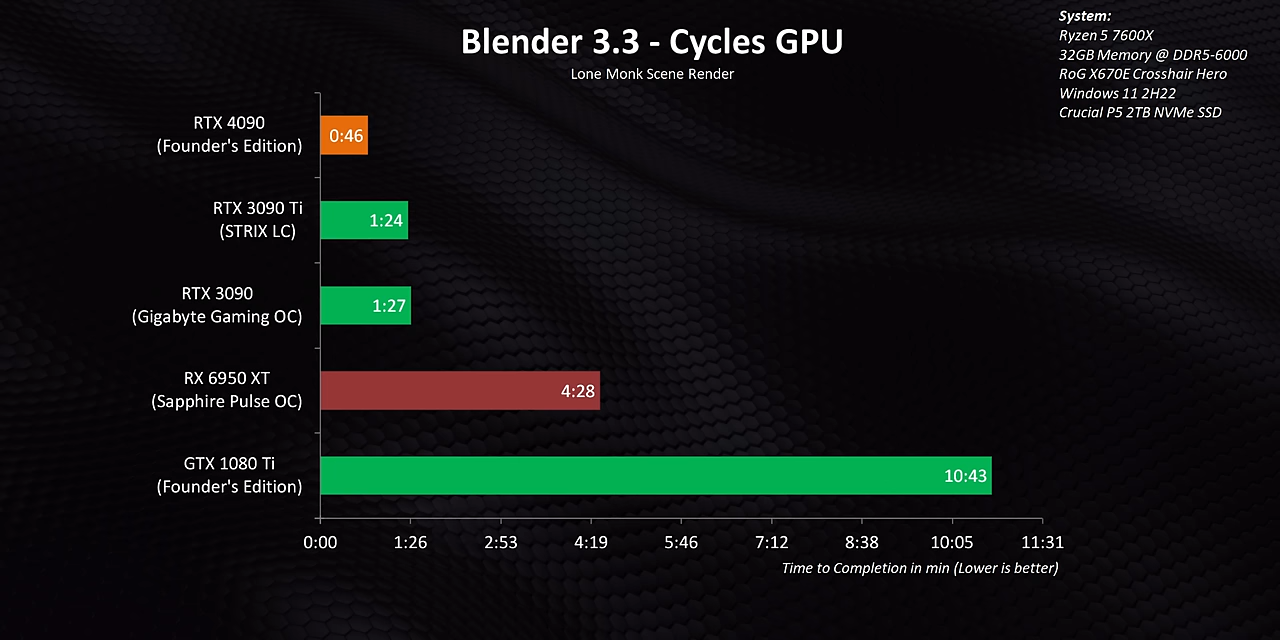 Blender 3.3 - Cycles GPU
Lone Monk Scene Render
System:
Ryzen 5 7600X
32GB Memory @ DDR5-6000
RoG X670E Crosshair Hero
Windows 11 2H22
Crucial P5 2TB NVMe SSD
RTX 4090
(Founder's Edition)
0:46
RTX 3090 Ti
(STRIX LC)
1:24
RTX 3090
(Gigabyte Gaming OC)
1:27
RX 6950 XT
(Sapphire Pulse OC)
4:28
GTX 1080 Ti
(Founder's Edition)
10:43
0:00 1:26 2:53 4:19 5:46 7:12 8:38 10:05 11:31
Time to Completion in min (Lower is better)